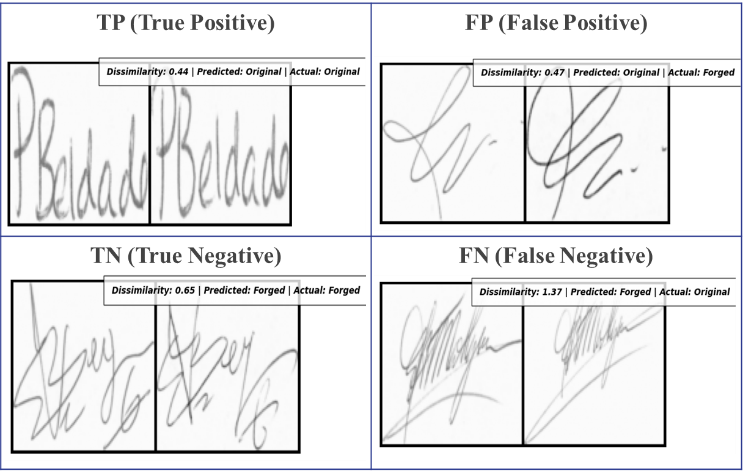 TP (True Positive)
Dissimilarity: 0.44 | Predicted: Original | Actual: Original
PBeldado PBeldado
FP (False Positive)
Dissimilarity: 0.47 | Predicted: Original | Actual: Forged
TN (True Negative)
Dissimilarity: 0.65 | Predicted: Forged | Actual: Forged
FN (False Negative)
Dissimilarity: 1.37 | Predicted: Forged | Actual: Original